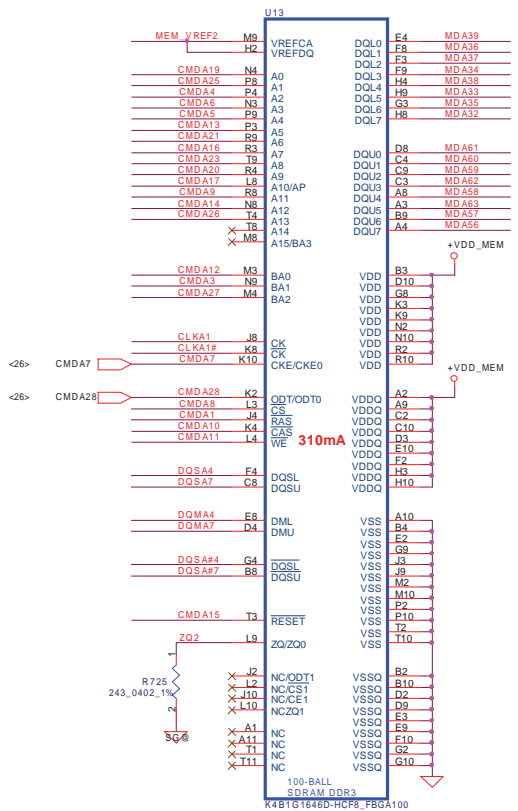 U13
MEM_VREF2 M9 VREFCA DQL0 E4 MDA39
H2 VREFDQ DQL1 F8 MDA36
DQL2 F3 MDA37
CMDA19 N4 A0 DQL3 F9 MDA34
CMDA25 P8 A1 DQL4 H4 MDA38
CMDA4 P4 A2 DQL5 H9 MDA33
CMDA6 N3 A3 DQL6 G3 MDA35
CMDA5 P9 A4 DQL7 H8 MDA32
CMDA13 P3 A5
CMDA21 R9 A6
CMDA16 R3 A7 DQU0 D8 MDA61
CMDA23 T9 A8 DQU1 C4 MDA60
CMDA20 R4 A9 DQU2 C9 MDA59
CMDA17 L8 A10/AP DQU3 C3 MDA62
CMDA9 R8 A11 DQU4 A8 MDA58
CMDA14 N8 A12 DQU5 A3 MDA63
CMDA26 T4 A13 DQU6 B9 MDA57
T8 A14 DQU7 A4 MDA56
M8 A15/BA3
+VDD_MEM
CMDA12 M3 BA0 VDD B3
CMDA3 N9 BA1 VDD D10
CMDA27 M4 BA2 VDD G8
VDD K3
VDD K9
VDD N2
CLKA1 J8 CK VDD N10
CLKA1# K8 CK VDD R2
<26> CMDA7 CMDA7 K10 CKE/CKE0 VDD R10
+VDD_MEM
<26> CMDA28 CMDA28 K2 ODT/ODT0 VDDQ A2
CMDA8 L3 CS VDDQ A9
CMDA1 J4 RAS VDDQ C2
CMDA10 K4 CAS VDDQ C10
CMDA11 L4 WE 310mA VDDQ D3
VDDQ E10
VDDQ F2
DQSA4 F4 DQSL VDDQ H3
DQSA7 C8 DQSU VDDQ H10
DQMA4 E8 DML VSS A10
DQMA7 D4 DMU VSS B4
VSS E2
VSS G9
DQSA#4 G4 DQSL VSS J3
DQSA#7 B8 DQSU VSS J9
VSS M2
VSS M10
VSS P2
CMDA15 T3 RESET VSS P10
VSS T2
ZQ2 L9 ZQ/ZQ0 VSS T10
1
R725
243_0402_1%
2
SG@
J2 NC/ODT1 VSSQ B2
L2 NC/CS1 VSSQ B10
J10 NC/CE1 VSSQ D2
L10 NCZQ1 VSSQ D9
VSSQ E3
A1 NC VSSQ E9
A11 NC VSSQ F10
T1 NC VSSQ G2
T11 NC VSSQ G10
100-BALL
SDRAM DDR3
K4B1G1646D-HCF8_FBGA100